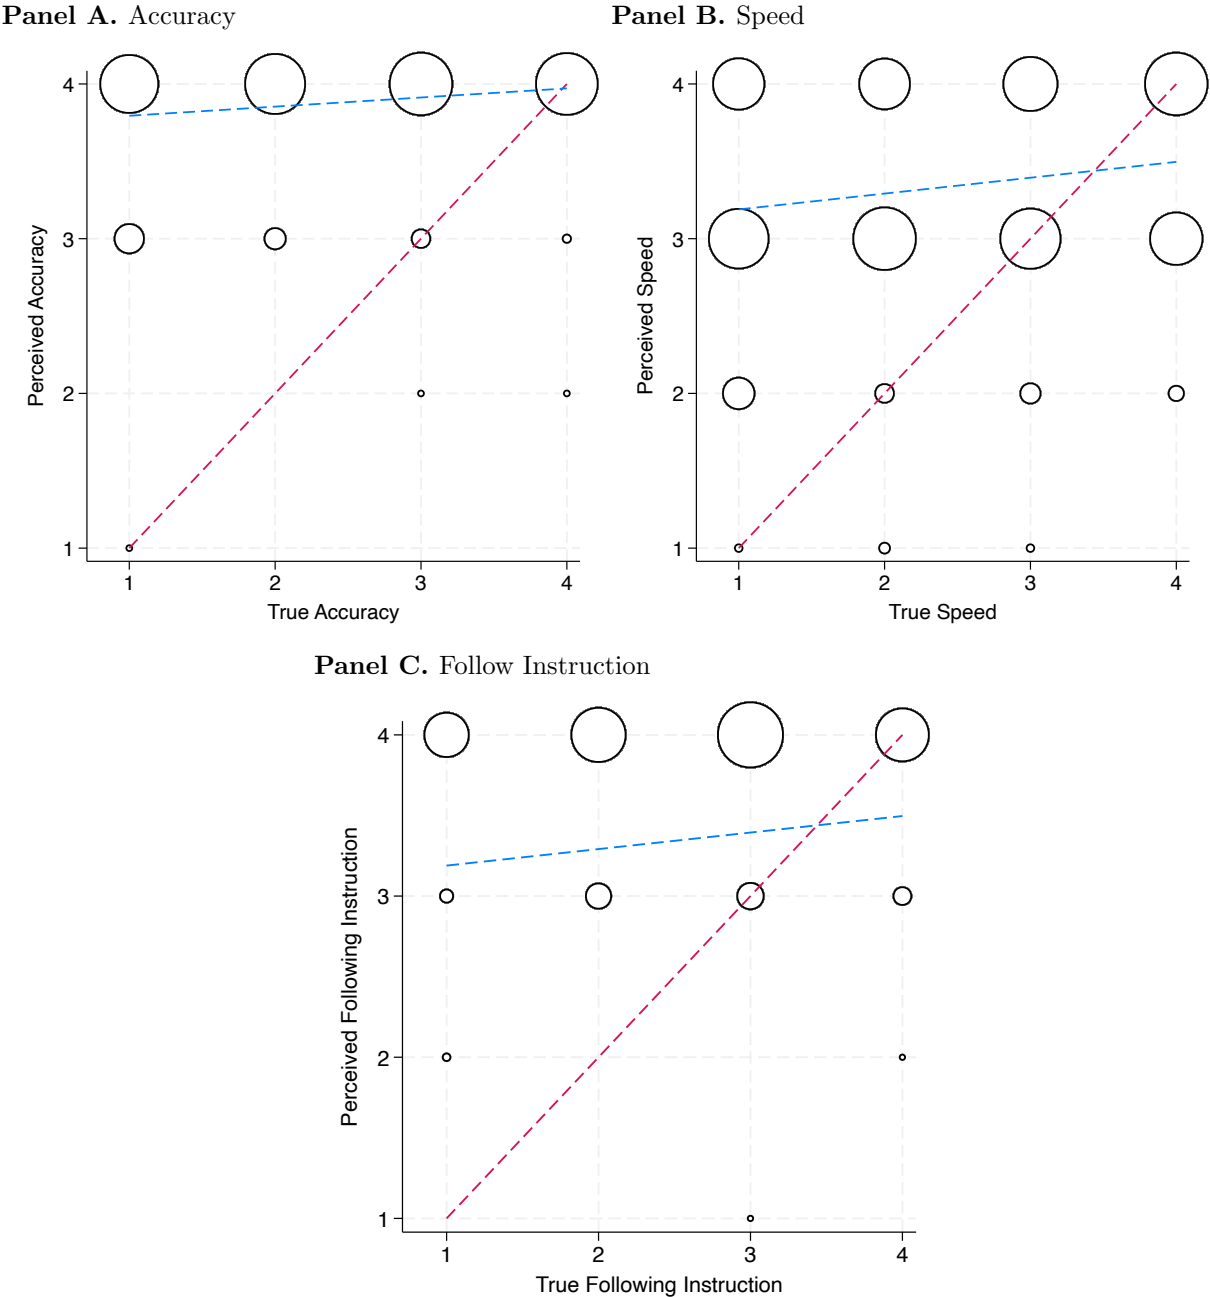 Panel A. Accuracy
Perceived Accuracy
4
3
2
1
1 2 3 4
True Accuracy
Panel B. Speed
Perceived Speed
4
3
2
1
1 2 3 4
True Speed
Panel C. Follow Instruction
Perceived Following Instruction
4
3
2
1
1 2 3 4
True Following Instruction